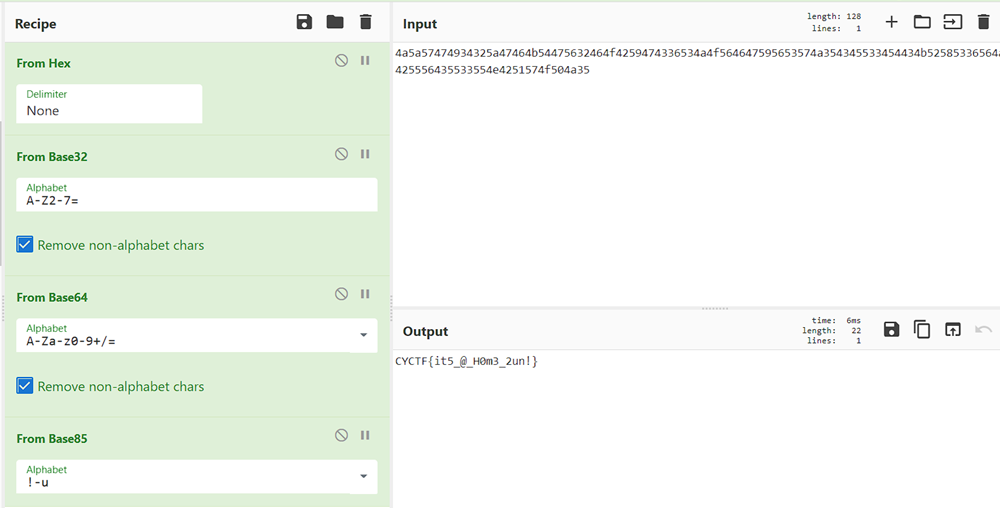 Recipe
From Hex
Delimiter
None
From Base32
Alphabet
A-Z2-7=
Remove non-alphabet chars
From Base64
Alphabet
A-Za-z0-9+/=
Remove non-alphabet chars
From Base85
Alphabet
!-u
Input
length: 128
lines: 1
4a5a57474934325a47464b54475632464f4259474336534a4f564647595653574a354345533454434b52585336564a
425556435533554e4251574f504a35
Output
time: 6ms
length: 22
lines: 1
CYCTF{it5_@_H0m3_2un!}